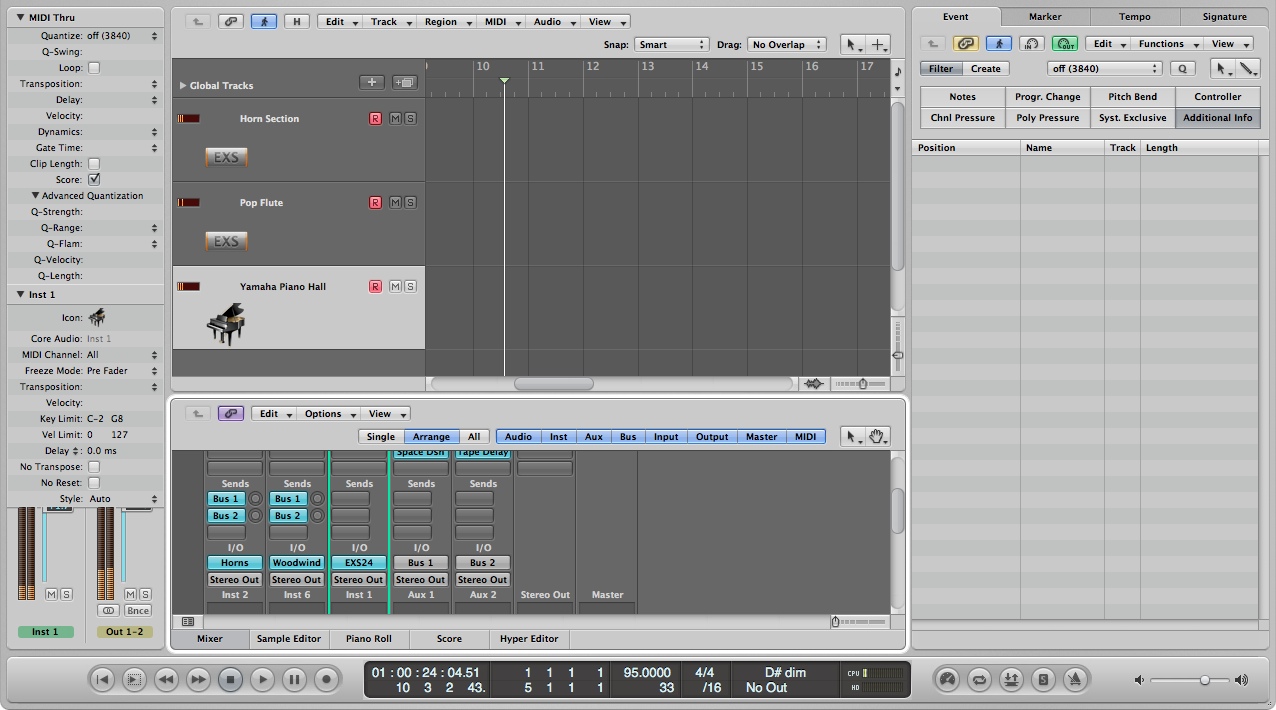 MIDI Thru
Quantize: off (3840)
Q-Swing:
Loop:
Transposition:
Delay:
Velocity:
Dynamics:
Gate Time:
Clip Length:
Score:
Advanced Quantization
Q-Strength:
Q-Range:
Q-Flam:
Q-Velocity:
Q-Length:
Inst 1
Icon:
Core Audio: Inst 1
MIDI Channel: All
Freeze Mode: Pre Fader
Transposition:
Velocity:
Key Limit: C-2 G8
Vel Limit: 0 127
Delay: 0.0 ms
No Transpose:
No Reset:
Style: Auto
M S M S
Bnce
Inst 1 Out 1-2
H Edit Track Region MIDI Audio View
Snap: Smart Drag: No Overlap
10 11 12 13 14 15 16 17
Global Tracks
Horn Section R M S
EXS
Pop Flute R M S
EXS
Yamaha Piano Hall R M S
Edit Options View
Single Arrange All Audio Inst Aux Bus Input Output Master MIDI
Space Dsn Tape Delay
Sends Sends Sends Sends Sends
Bus 1 Bus 1
Bus 2 Bus 2
I/O I/O I/O I/O I/O
Horns Woodwind EXS24 Bus 1 Bus 2
Stereo Out Stereo Out Stereo Out Stereo Out Stereo Out
Inst 2 Inst 6 Inst 1 Aux 1 Aux 2 Stereo Out Master
Mixer Sample Editor Piano Roll Score Hyper Editor
Event Marker Tempo Signature
IN OUT Edit Functions View
Filter Create off (3840) Q
Notes Progr. Change Pitch Bend Controller
Chnl Pressure Poly Pressure Syst. Exclusive Additional Info
Position Name Track Length
01 : 00 : 24 : 04.51 1 1 1 1 95.0000 4/4 D# dim CPU
10 3 2 43. 5 1 1 1 33 /16 No Out HD
S